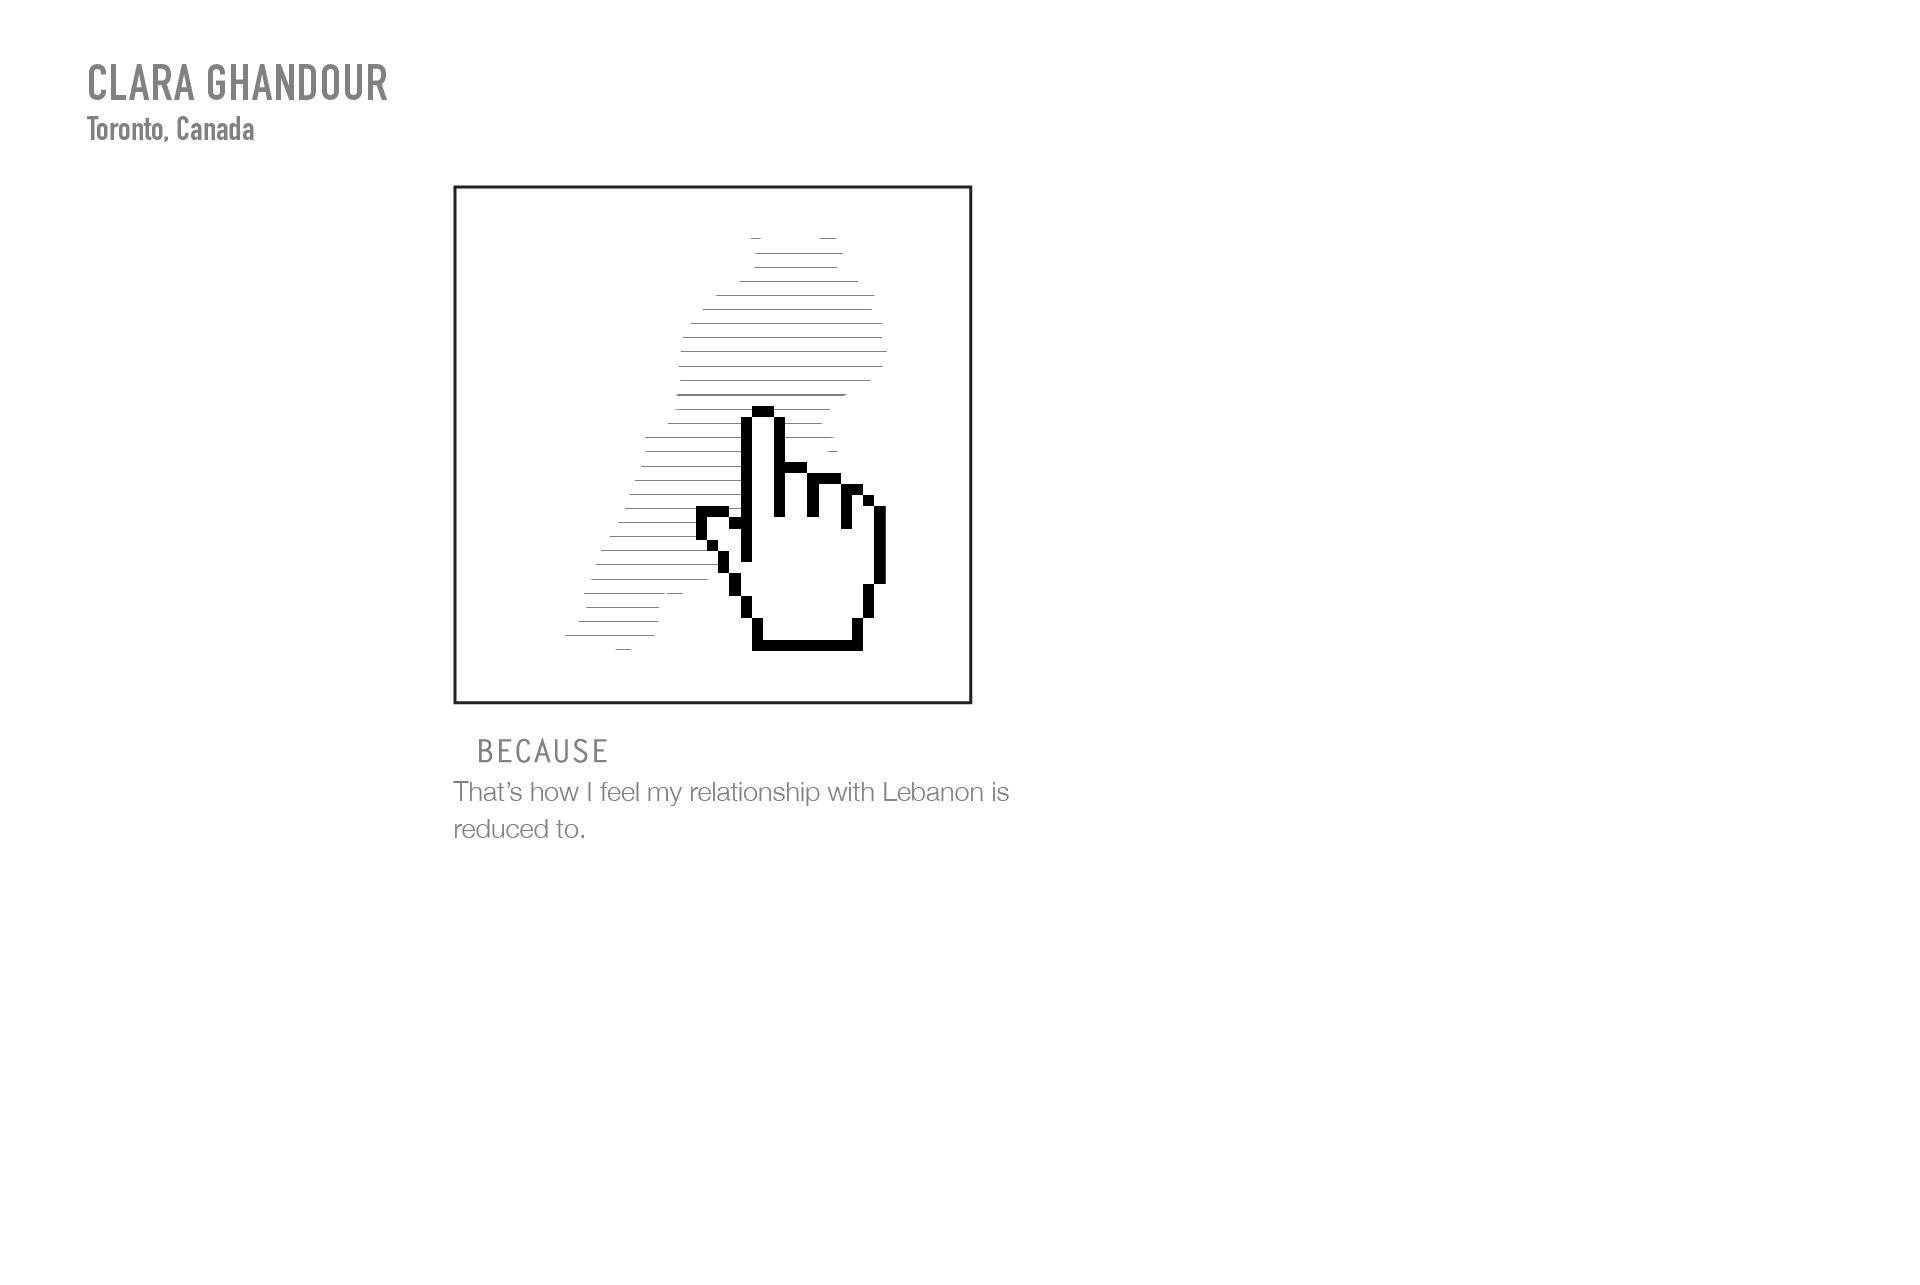 CLARA GHANDOUR
Toronto, Canada
BECAUSE
That’s how I feel my relationship with Lebanon is
reduced to.